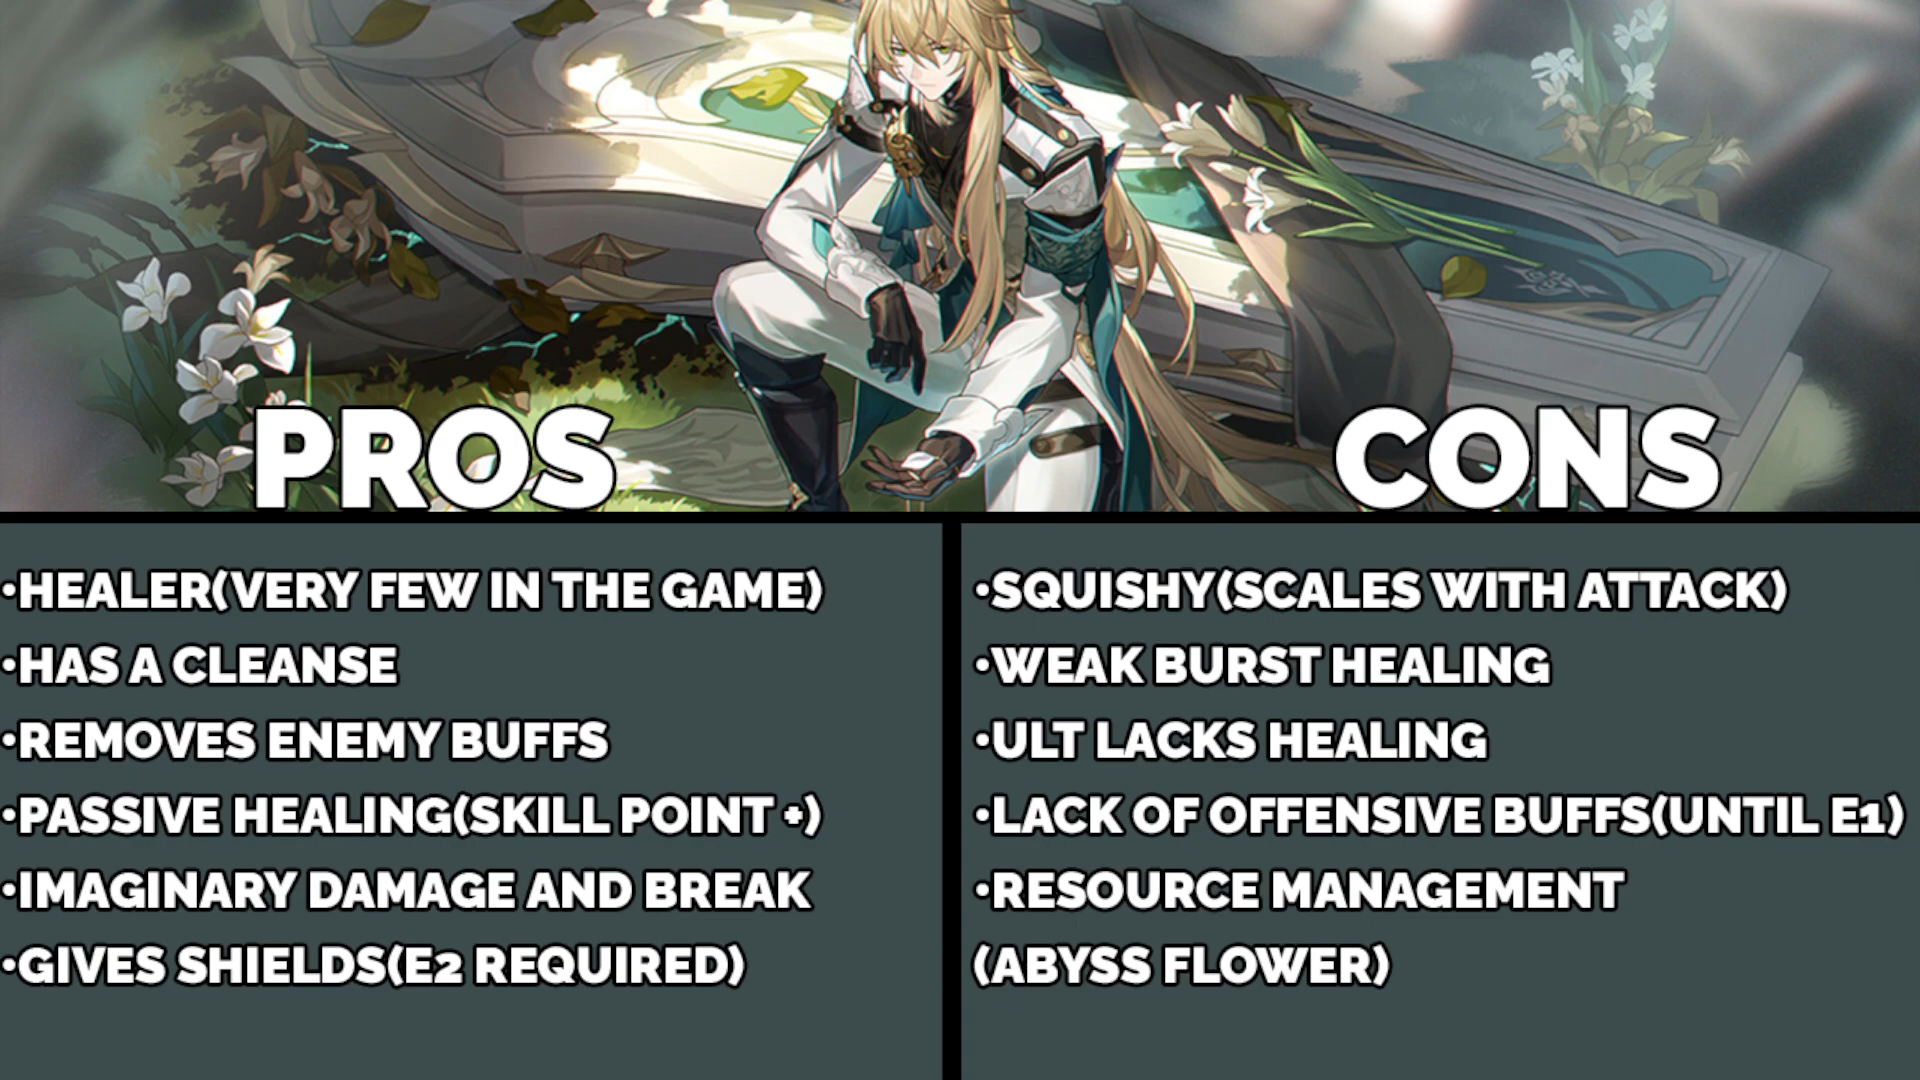 PROS
CONS
•HEALER(VERY FEW IN THE GAME)
•HAS A CLEANSE
•REMOVES ENEMY BUFFS
•PASSIVE HEALING(SKILL POINT +)
•IMAGINARY DAMAGE AND BREAK
•GIVES SHIELDS(E2 REQUIRED)
•SQUISHY(SCALES WITH ATTACK)
•WEAK BURST HEALING
•ULT LACKS HEALING
•LACK OF OFFENSIVE BUFFS(UNTIL E1)
•RESOURCE MANAGEMENT
(ABYSS FLOWER)